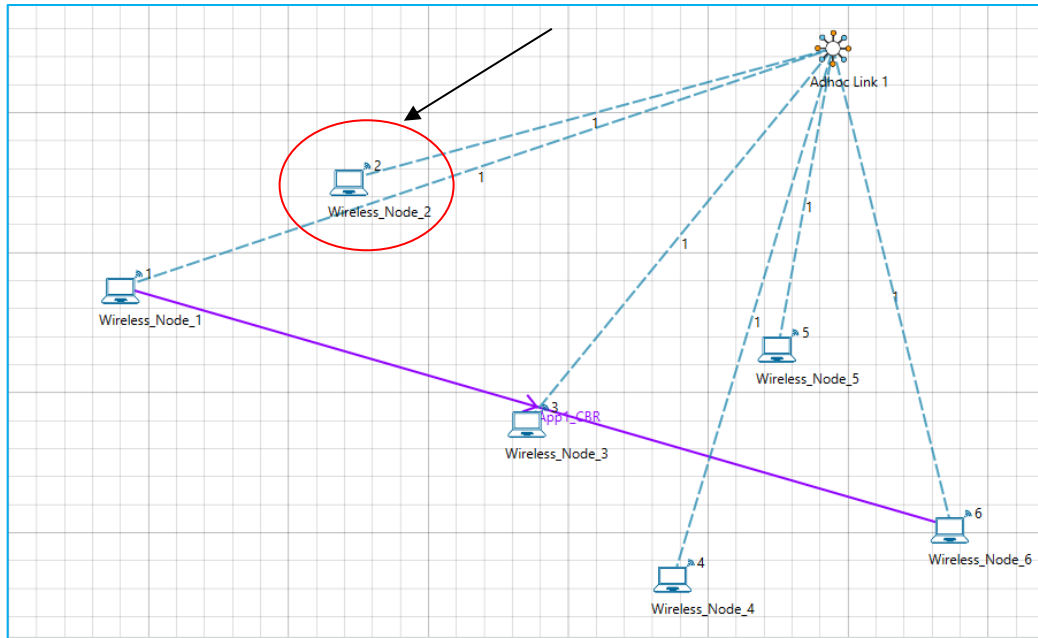 Adhoc Link 1
1
2
1
Wireless_Node_2
1
1
1
Wireless_Node_1
1
1
5
Wireless_Node_5
3
App1_CBR
Wireless_Node_3
6
Wireless_Node_6
4
Wireless_Node_4